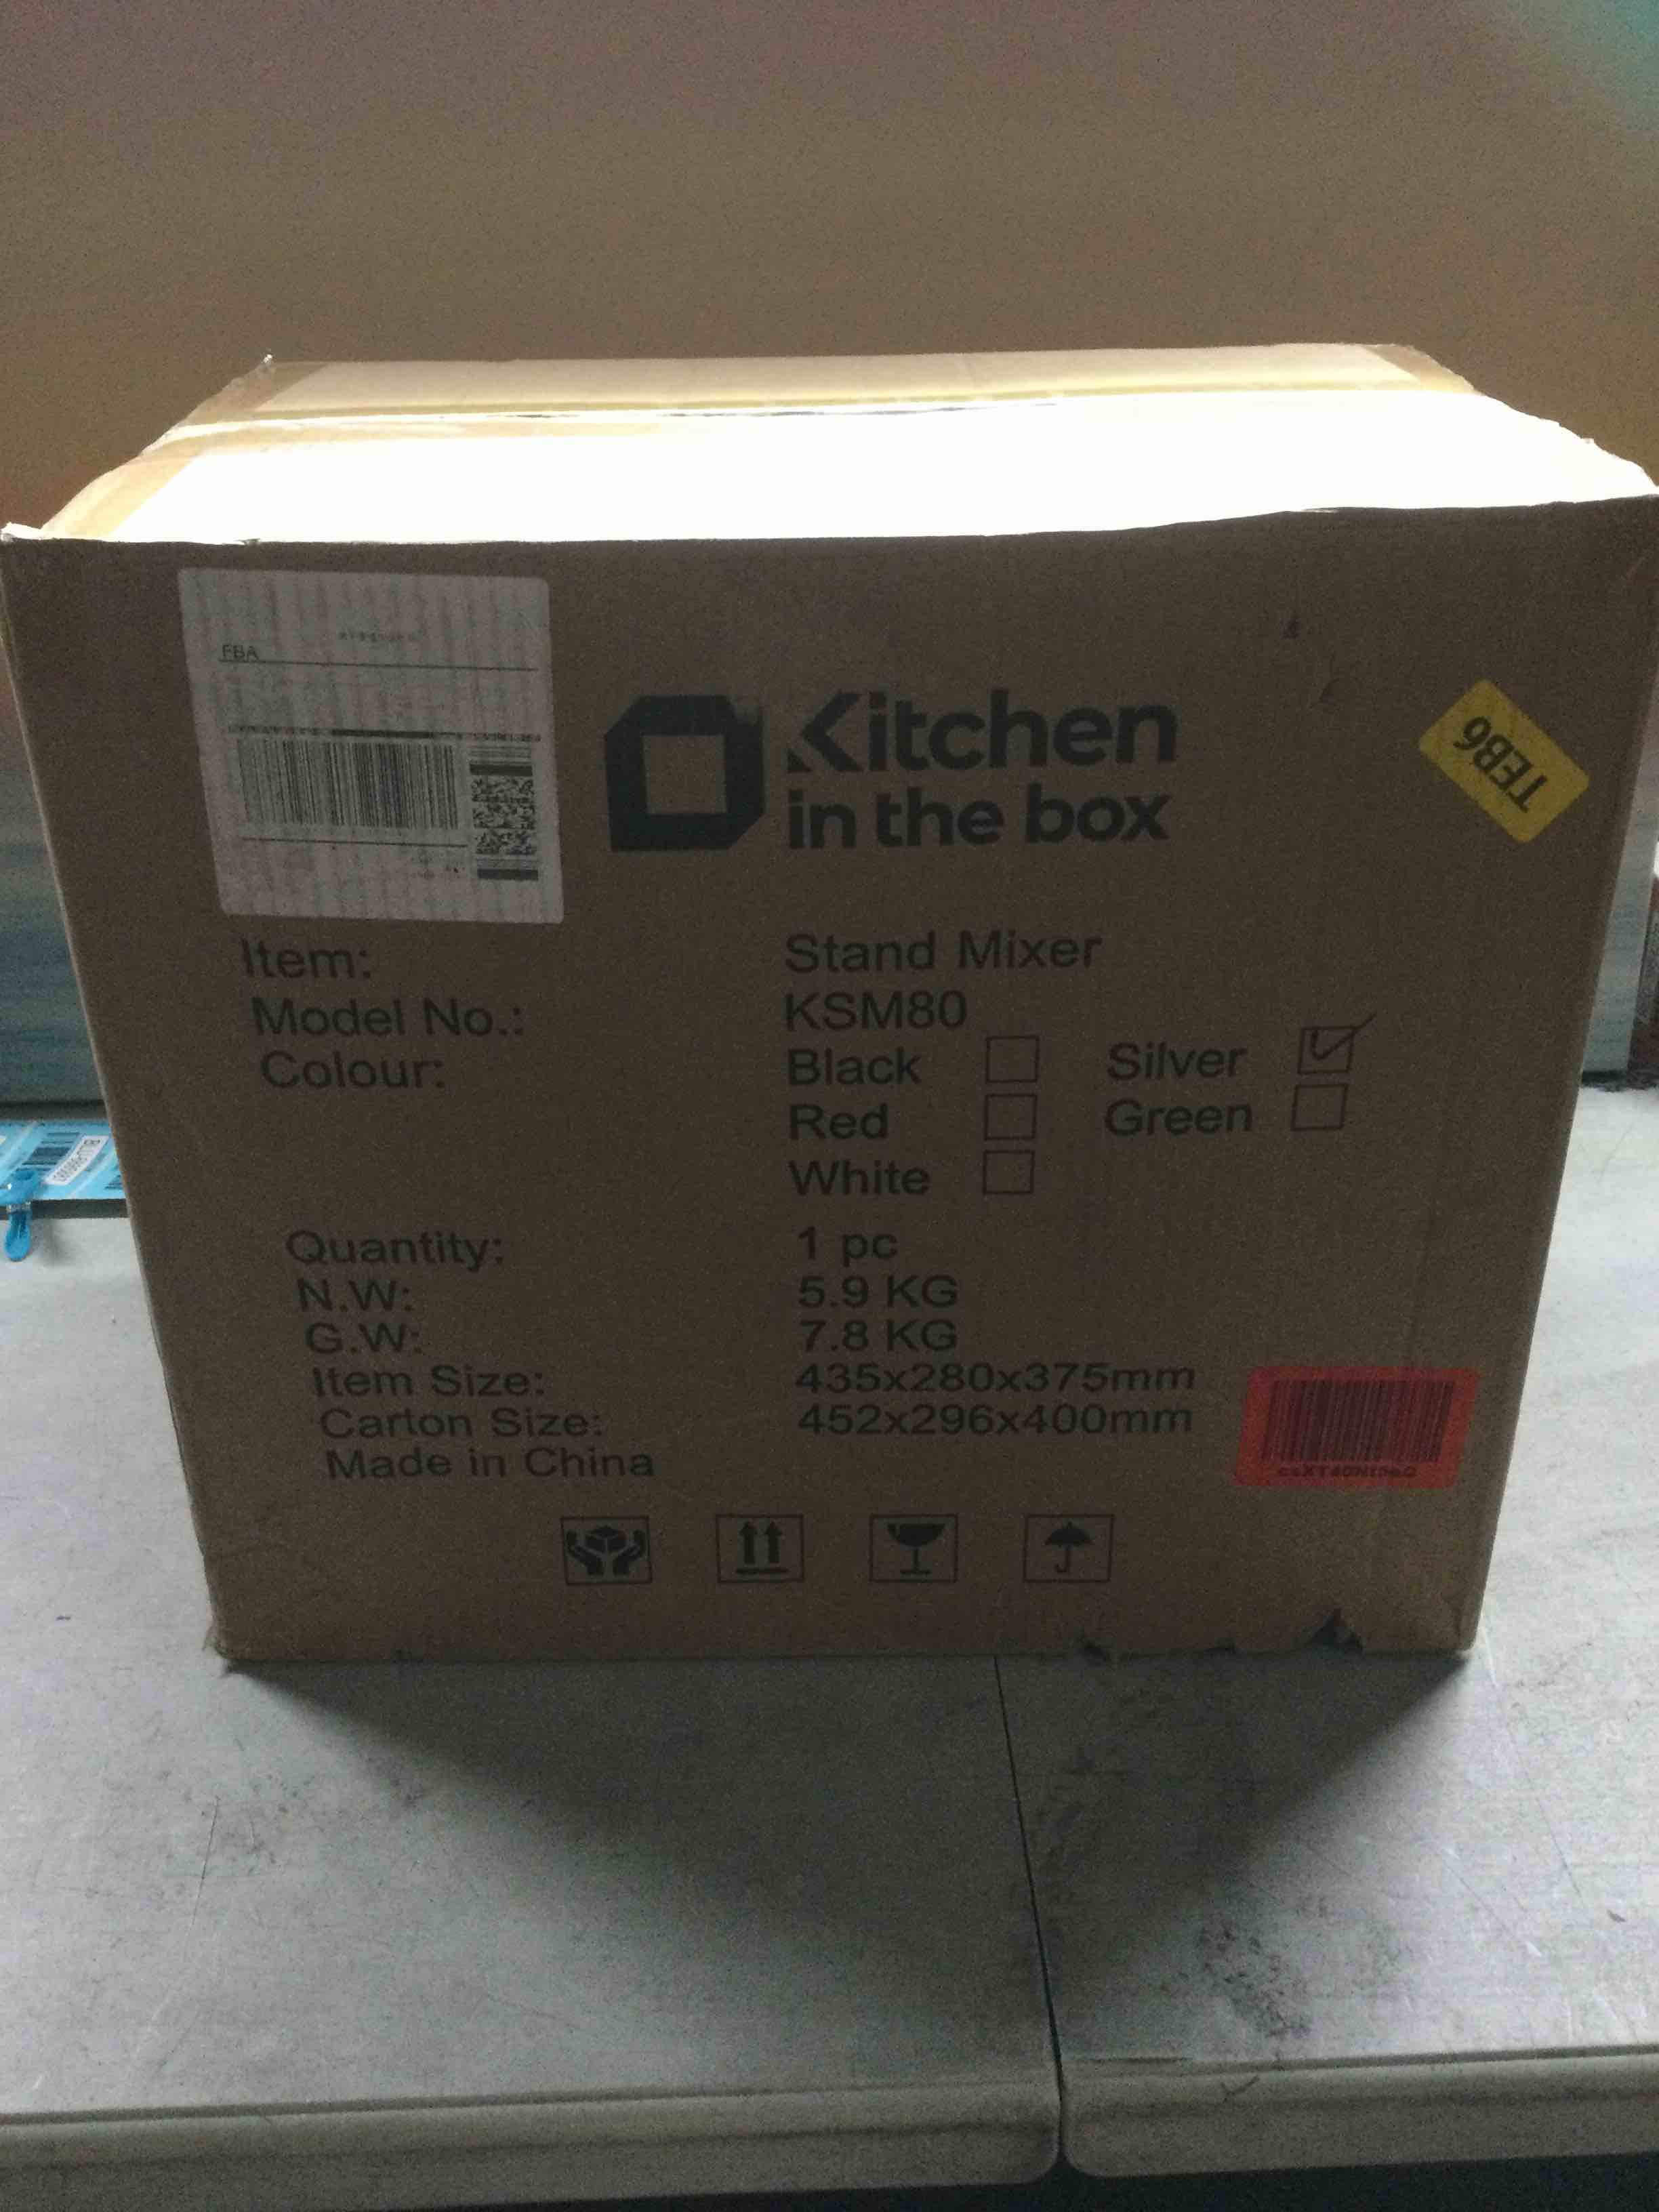 FBA
Kitchen
in the box
TEB6
Item: Stand Mixer
Model No.: KSM80
Colour: Black Silver
Red Green
White
Quantity: 1 pc
N.W: 5.9 KG
G.W: 7.8 KG
Item Size: 435x280x375mm
Carton Size: 452x296x400mm
Made in China